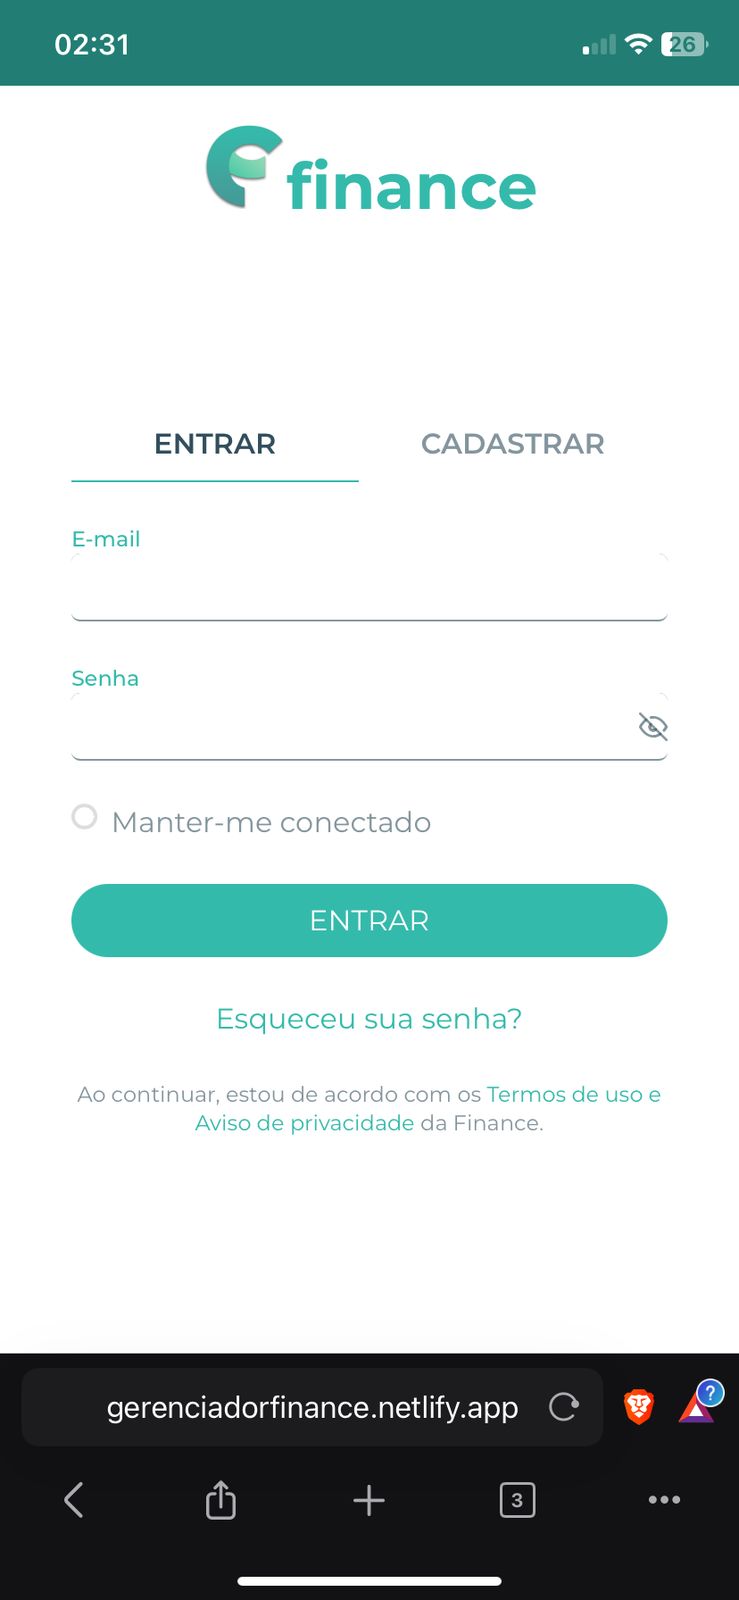 02:31
26
finance
ENTRAR
CADASTRAR
E-mail
Senha
Manter-me conectado
ENTRAR
Esqueceu sua senha?
Ao continuar, estou de acordo com os Termos de uso e
Aviso de privacidade da Finance.
gerenciadorfinance.netlify.app
?
3